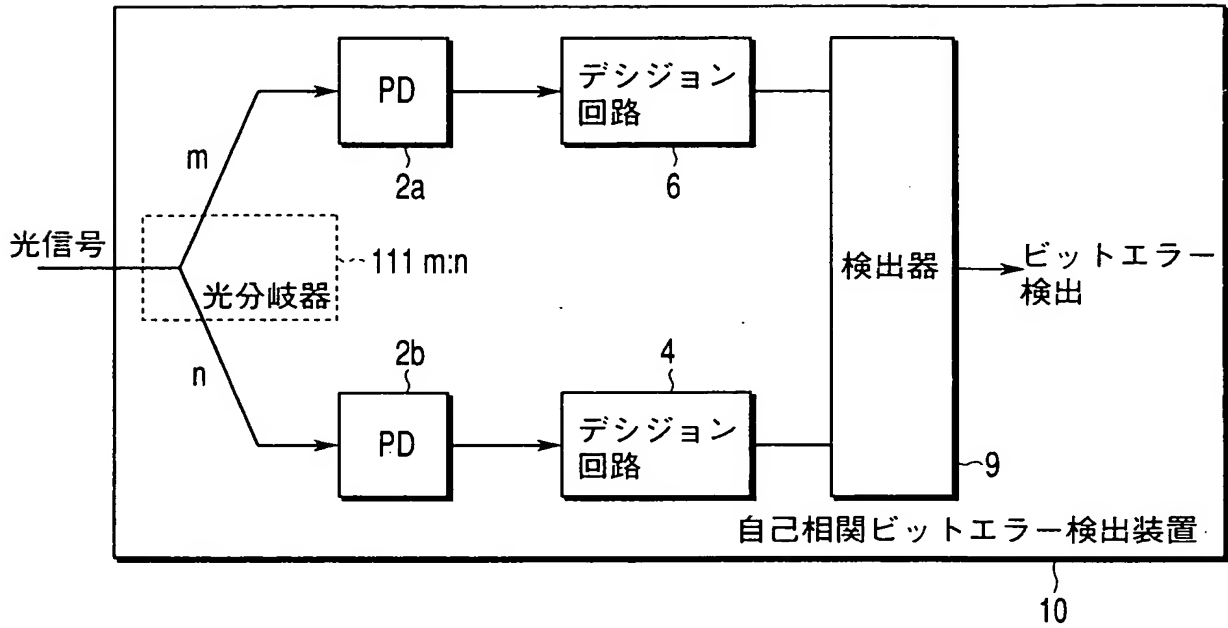 PD
デシジョン
回路
m
2a
6
光信号
111 m:n
光分岐器
検出器
ビットエラー
検出
n
2b
4
PD
デシジョン
回路
9
自己相関ビットエラー検出装置
10